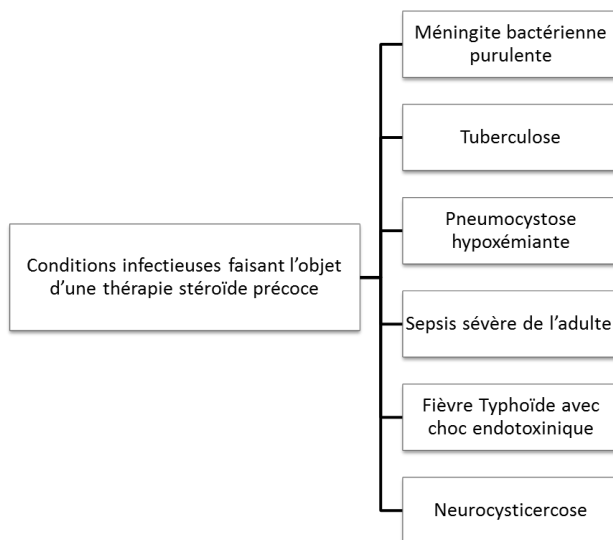 Méningite bactérienne
purulente
Tuberculose
Pneumocystose
hypoxémiante
Conditions infectieuses faisant l'objet
d'une thérapie stéroïde précoce
Sepsis sévère de l'adulte
Fièvre Typhoïde avec
choc endotoxinique
Neurocysticercose